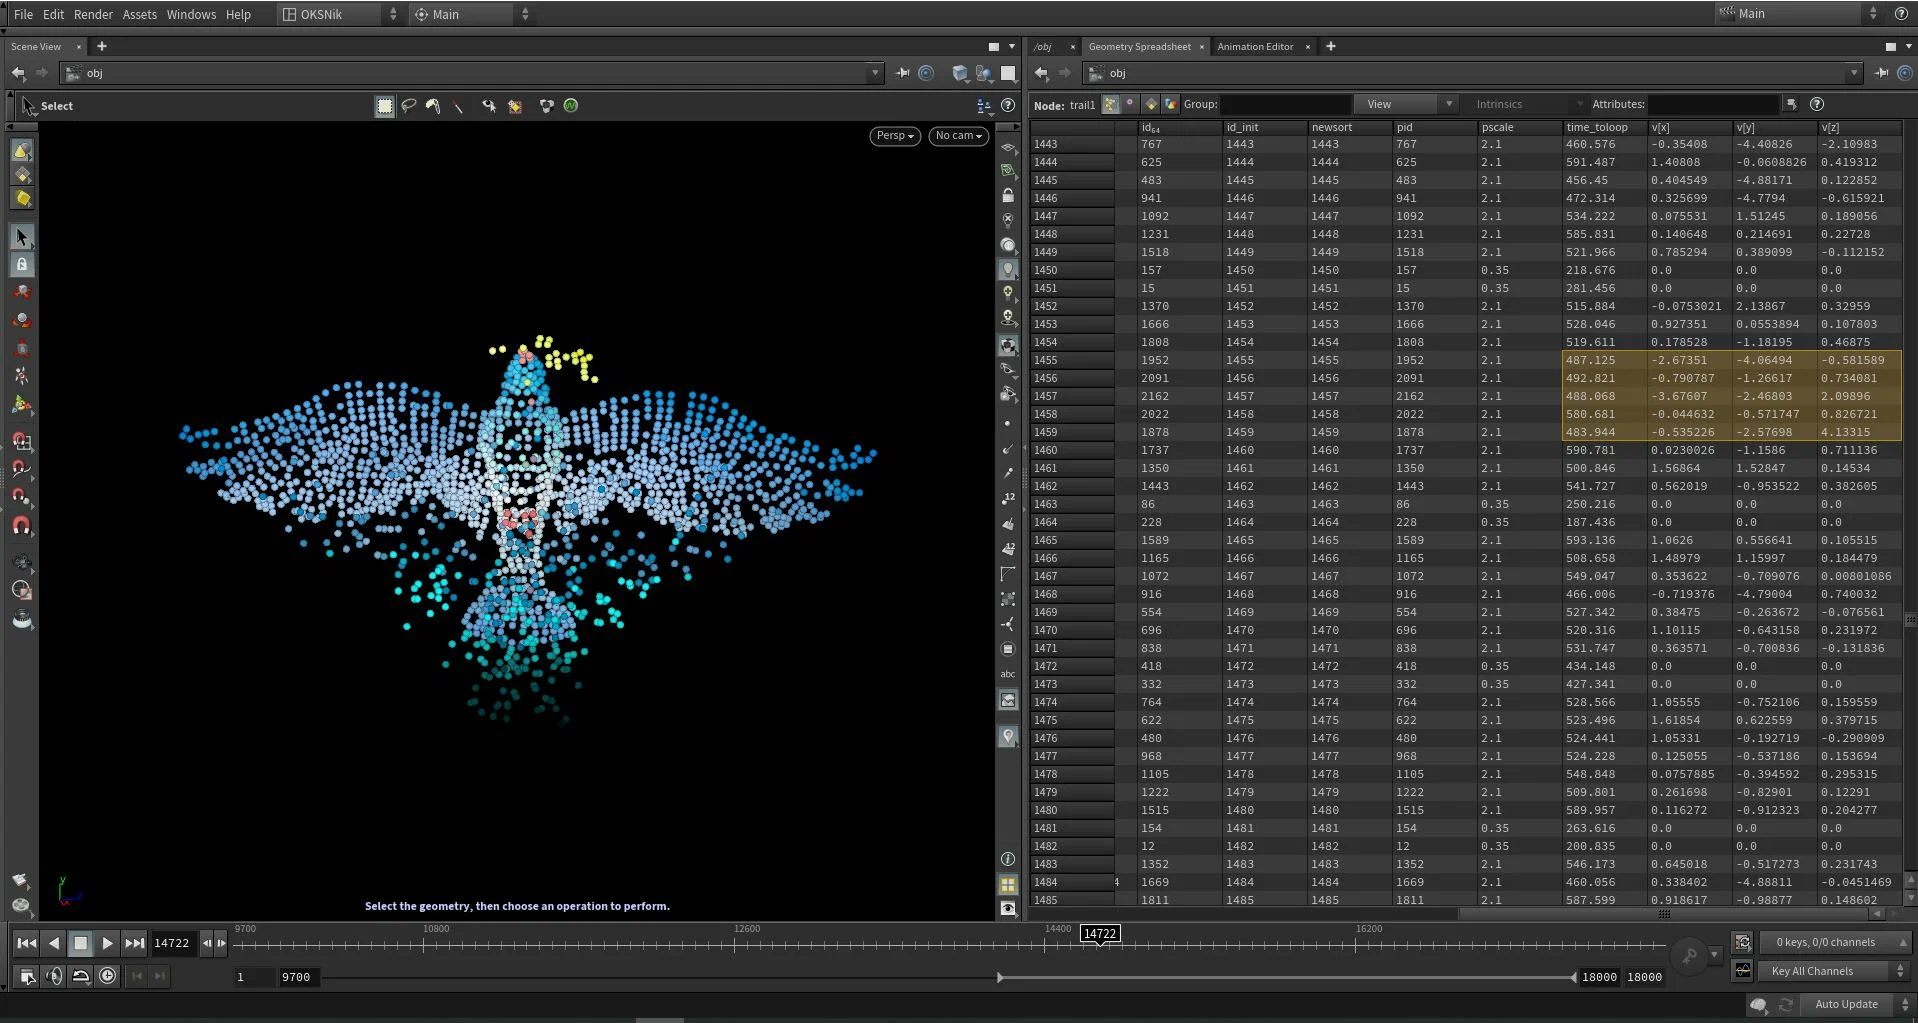 File Edit Render Assets Windows Help OKSNik Main Main
Scene View × + /obj × Geometry Spreadsheet × Animation Editor × +
obj obj
Select Node: trail1 Group: View Intrinsics Attributes:
Persp No cam
id64 id_init newsort pid pscale time_toloop v[x] v[y] v[z]
1443 767 1443 1443 767 2.1 460.576 -0.35408 -4.40826 -2.10983
1444 625 1444 1444 625 2.1 591.487 1.40808 -0.0608826 0.419312
1445 483 1445 1445 483 2.1 456.45 0.404549 -4.88171 0.122852
1446 941 1446 1446 941 2.1 472.314 0.325699 -4.7794 -0.615921
1447 1092 1447 1447 1092 2.1 534.222 0.075531 1.51245 0.189056
1448 1231 1448 1448 1231 2.1 585.831 0.140648 0.214691 0.22728
1449 1518 1449 1449 1518 2.1 521.966 0.785294 0.389099 -0.112152
1450 157 1450 1450 157 0.35 218.676 0.0 0.0 0.0
1451 15 1451 1451 15 0.35 281.456 0.0 0.0 0.0
1452 1370 1452 1452 1370 2.1 515.884 -0.0753021 2.13867 0.32959
1453 1666 1453 1453 1666 2.1 528.046 0.927351 0.0553894 0.107803
1454 1808 1454 1454 1808 2.1 519.611 0.178528 -1.18195 0.46875
1455 1952 1455 1455 1952 2.1 487.125 -2.67351 -4.06494 -0.581589
1456 2091 1456 1456 2091 2.1 492.821 -0.790787 -1.26617 0.734081
1457 2162 1457 1457 2162 2.1 488.068 -3.67607 -2.46803 2.09896
1458 2022 1458 1458 2022 2.1 580.681 -0.044632 -0.571747 0.826721
1459 1878 1459 1459 1878 2.1 483.944 -0.535226 -2.57698 4.13315
1460 1737 1460 1460 1737 2.1 590.781 0.0230026 -1.1586 0.711136
1461 1350 1461 1461 1350 2.1 500.846 1.56864 1.52847 0.14534
1462 1443 1462 1462 1443 2.1 541.727 0.562019 -0.953522 0.382605
1463 86 1463 1463 86 0.35 250.216 0.0 0.0 0.0
1464 228 1464 1464 228 0.35 187.436 0.0 0.0 0.0
1465 1589 1465 1465 1589 2.1 593.136 1.0626 0.556641 0.105515
1466 1165 1466 1466 1165 2.1 508.658 1.48979 1.15997 0.184479
1467 1072 1467 1467 1072 2.1 549.047 0.353622 -0.709076 0.00801086
1468 916 1468 1468 916 2.1 466.006 -0.719376 -4.79004 0.740032
1469 554 1469 1469 554 2.1 527.342 0.38475 -0.263672 -0.076561
1470 696 1470 1470 696 2.1 520.316 1.10115 -0.643158 0.231972
1471 838 1471 1471 838 2.1 531.747 0.363571 -0.700836 -0.131836
1472 418 1472 1472 418 0.35 434.148 0.0 0.0 0.0
1473 332 1473 1473 332 0.35 427.341 0.0 0.0 0.0
1474 764 1474 1474 764 2.1 528.566 1.05555 -0.752106 0.159559
1475 622 1475 1475 622 2.1 523.496 1.61854 0.622559 0.379715
1476 480 1476 1476 480 2.1 524.441 1.05331 -0.192719 -0.290909
1477 968 1477 1477 968 2.1 524.228 0.125055 -0.537186 0.153694
1478 1105 1478 1478 1105 2.1 548.848 0.0757885 -0.394592 0.295315
1479 1222 1479 1479 1222 2.1 509.801 0.261698 -0.82901 0.12291
1480 1515 1480 1480 1515 2.1 589.957 0.116272 -0.912323 0.204277
1481 154 1481 1481 154 0.35 263.616 0.0 0.0 0.0
1482 12 1482 1482 12 0.35 200.835 0.0 0.0 0.0
1483 1352 1483 1483 1352 2.1 546.173 0.645018 -0.517273 0.231743
1484 4 1669 1484 1484 1669 2.1 460.056 0.338402 -4.88811 -0.0451469
1485 1811 1485 1485 1811 2.1 587.599 0.918617 -0.98877 0.148602
12
12
abc
y
z
Select the geometry, then choose an operation to perform.
14722 9700 10800 12600 14400 14722 16200 0 keys, 0/0 channels
1 9700 18000 18000 Key All Channels
Auto Update